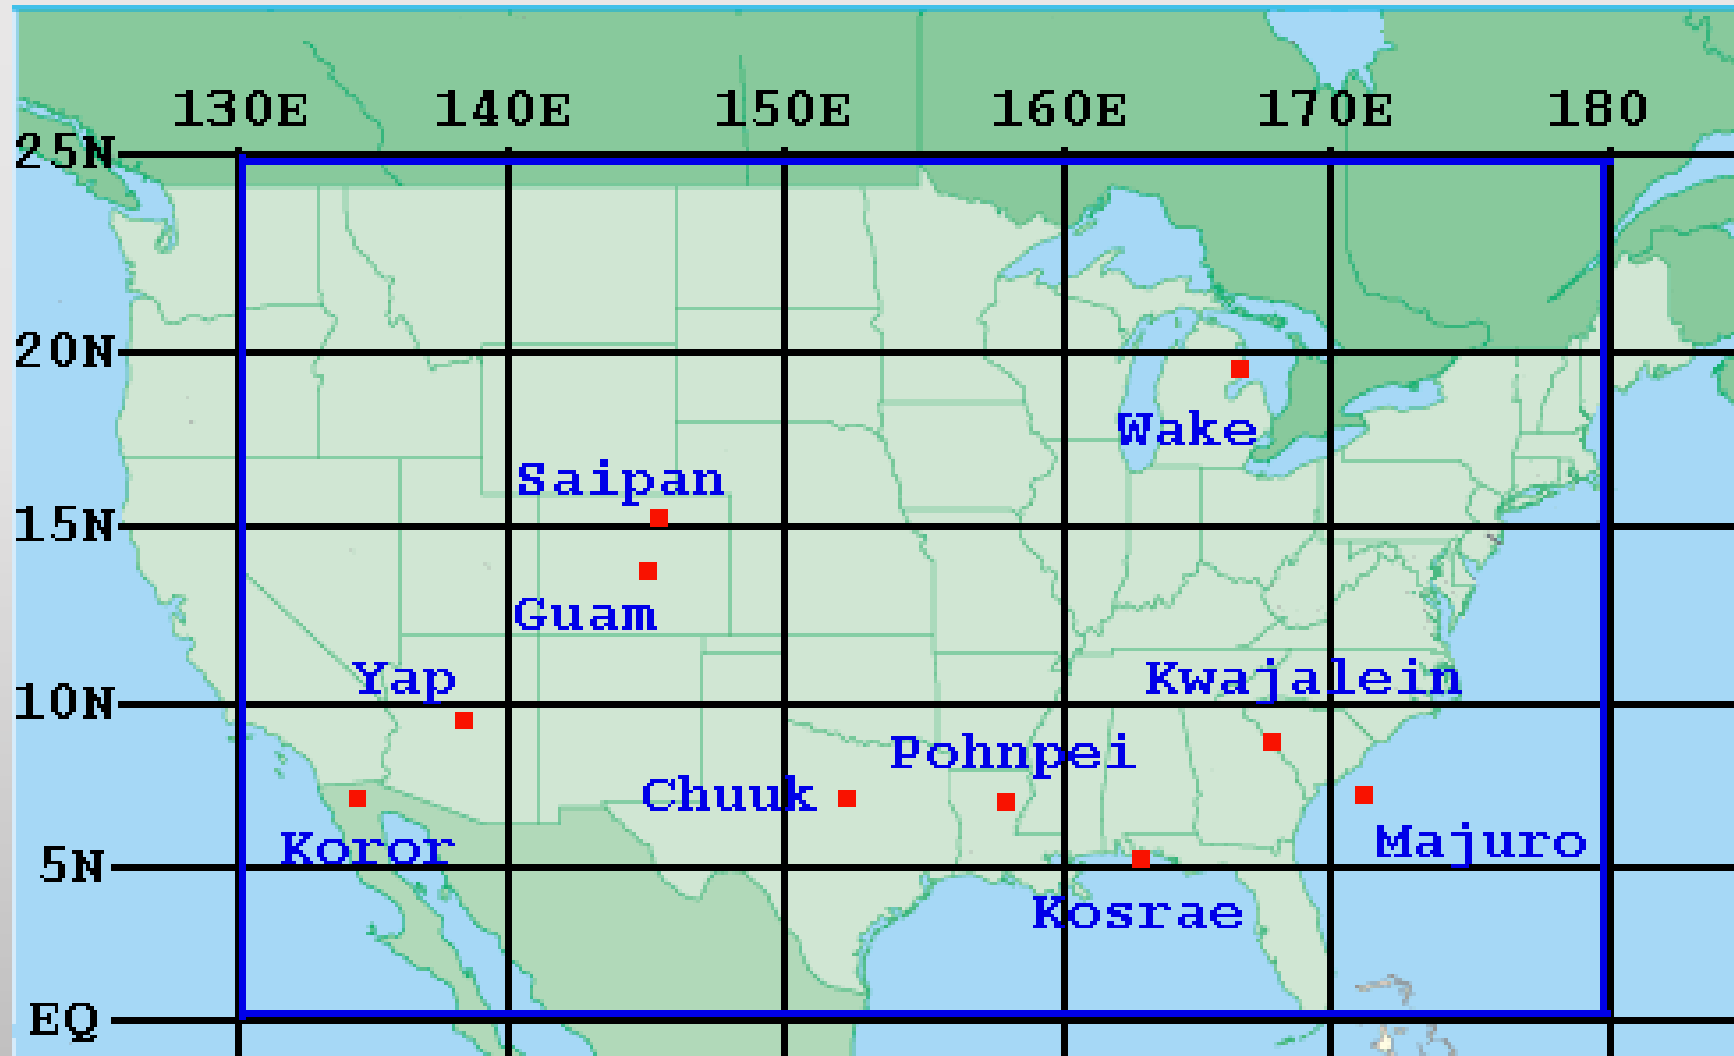 130E 140E 150E 160E 170E 180
25N
20N
Wake
Saipan
15N
Guam
Yap
Kwajalein
10N
Pohnpei
Chuuk
Majuro
Koror
5N
Kosrae
EQ